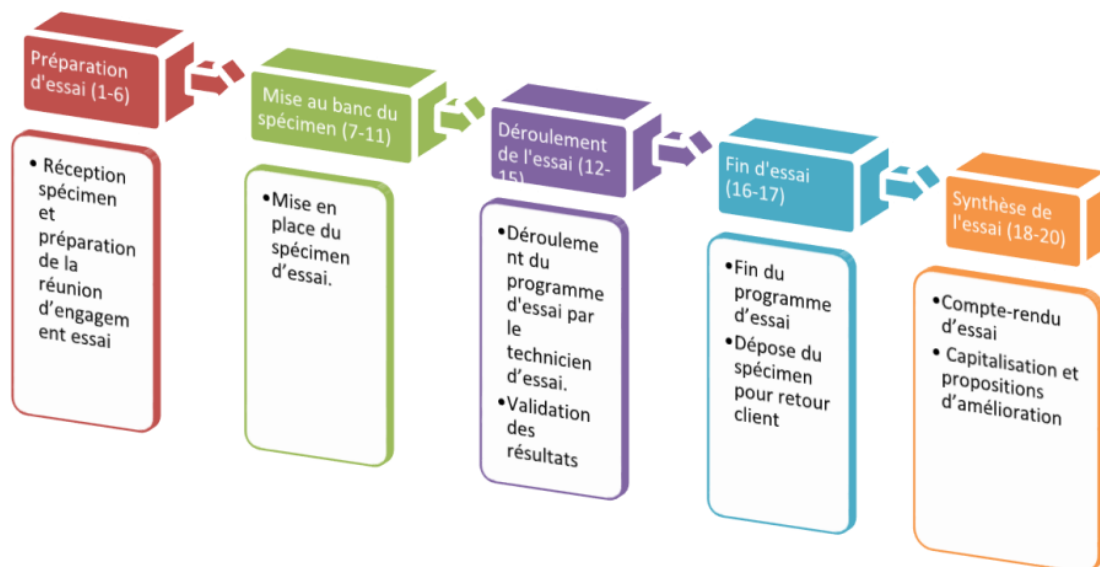 Préparation
d'essai (1-6)
• Réception
spécimen
et
préparation
de la
réunion
d’engagem
ent essai
Mise au banc du
spécimen (7-11)
•Mise en
place du
spécimen
d’essai.
Déroulement
de l'essai (12-
15)
•Dérouleme
nt du
programme
d'essai par
le
technicien
d’essai.
•Validation
des
résultats
Fin d'essai
(16-17)
•Fin du
programme
d’essai
•Dépose du
spécimen
pour retour
client
Synthèse de
l'essai (18-20)
•Compte-rendu
d’essai
• Capitalisation et
propositions
d’amélioration